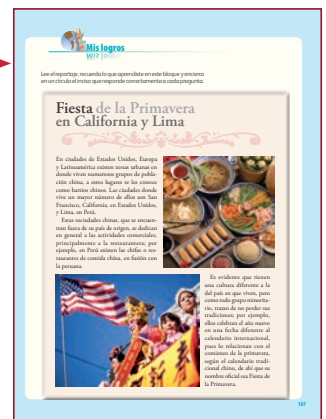 Mis logros
Lee el reportaje, recuerda lo que aprendiste en este bloque y encierra
en un círculo el inciso que responde correctamente a cada pregunta.
Fiesta de la Primavera
en California y Lima
En ciudades de Estados Unidos, Europa
y Latinoamérica existen zonas urbanas en
donde viven numerosos grupos de pobla-
ción china, a estos lugares se les conoce
como barrios chinos. Las ciudades donde
vive un mayor número de ellos son San
Francisco, California, en Estados Unidos,
y Lima, en Perú.
Estas sociedades chinas, que se encuen-
tran fuera de su país de origen, se dedican
en general a las actividades comerciales,
principalmente a la restaurantera; por
ejemplo, en Perú existen las chifas o res-
taurantes de comida china, en fusión con
la peruana.
Es evidente que tienen
una cultura diferente a la
del país en que viven, pero
como todo grupo minorita-
rio, tratan de no perder sus
tradiciones; por ejemplo,
ellos celebran el año nuevo
en una fecha diferente al
calendario internacional,
pues lo relacionan con el
comienzo de la primavera,
según el calendario tradi-
cional chino, de ahí que su
nombre oficial sea Fiesta de
la Primavera.
187